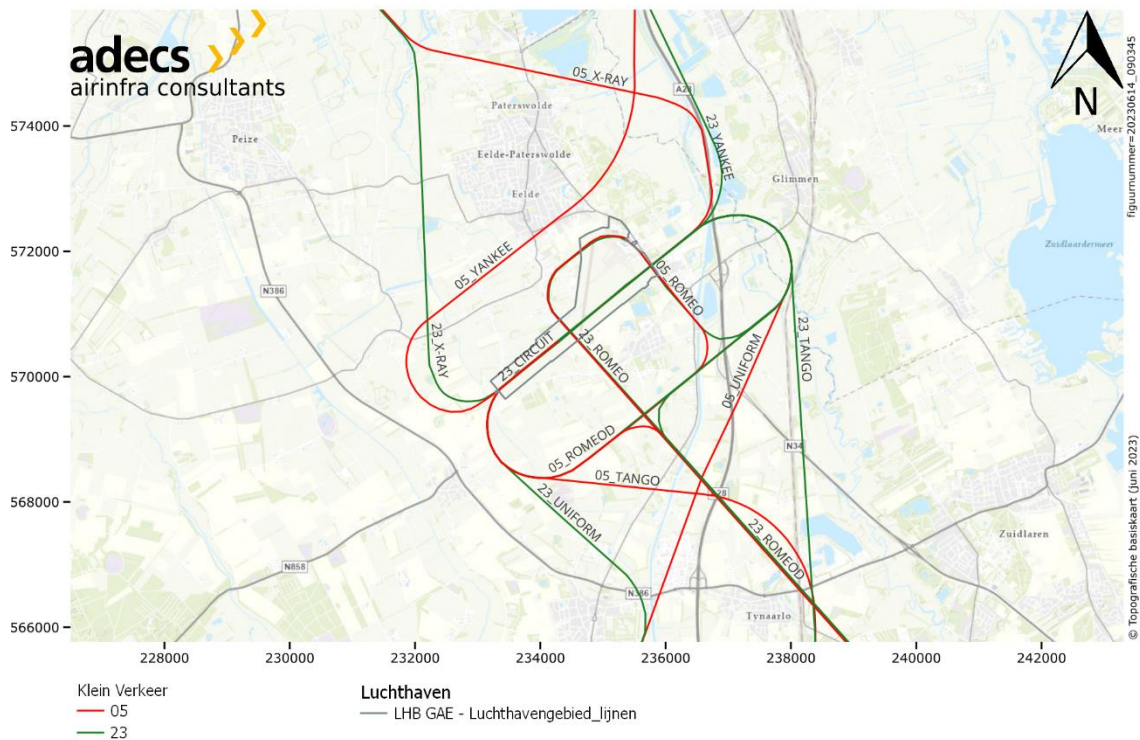 adecs
airinfra consultants
N
figuurnummer=20230614_090345
© Topografische basiskaart (Juni 2023)
574000
572000
570000
568000
566000
228000
230000
232000
234000
236000
238000
240000
242000
05_X-RAY
A28
23_YANKEE
Paterswolde
Peize
Eelde-Paterswolde
Eelde
Glimmen
Meer
Zuidlaardermeer
05_YANKEE
N386
05_ROMEO
23_X-RAY
23_CIRCUIT
23_ROMEO
05_UNIFORM
23_TANGO
N34
05_ROMEOD
05_TANGO
A28
23_UNIFORM
23_ROMEOD
Zuidlaren
N858
N386
Tynaarlo
Klein Verkeer
05
23
Luchthaven
LHB GAE - Luchthavengebied_lijnen